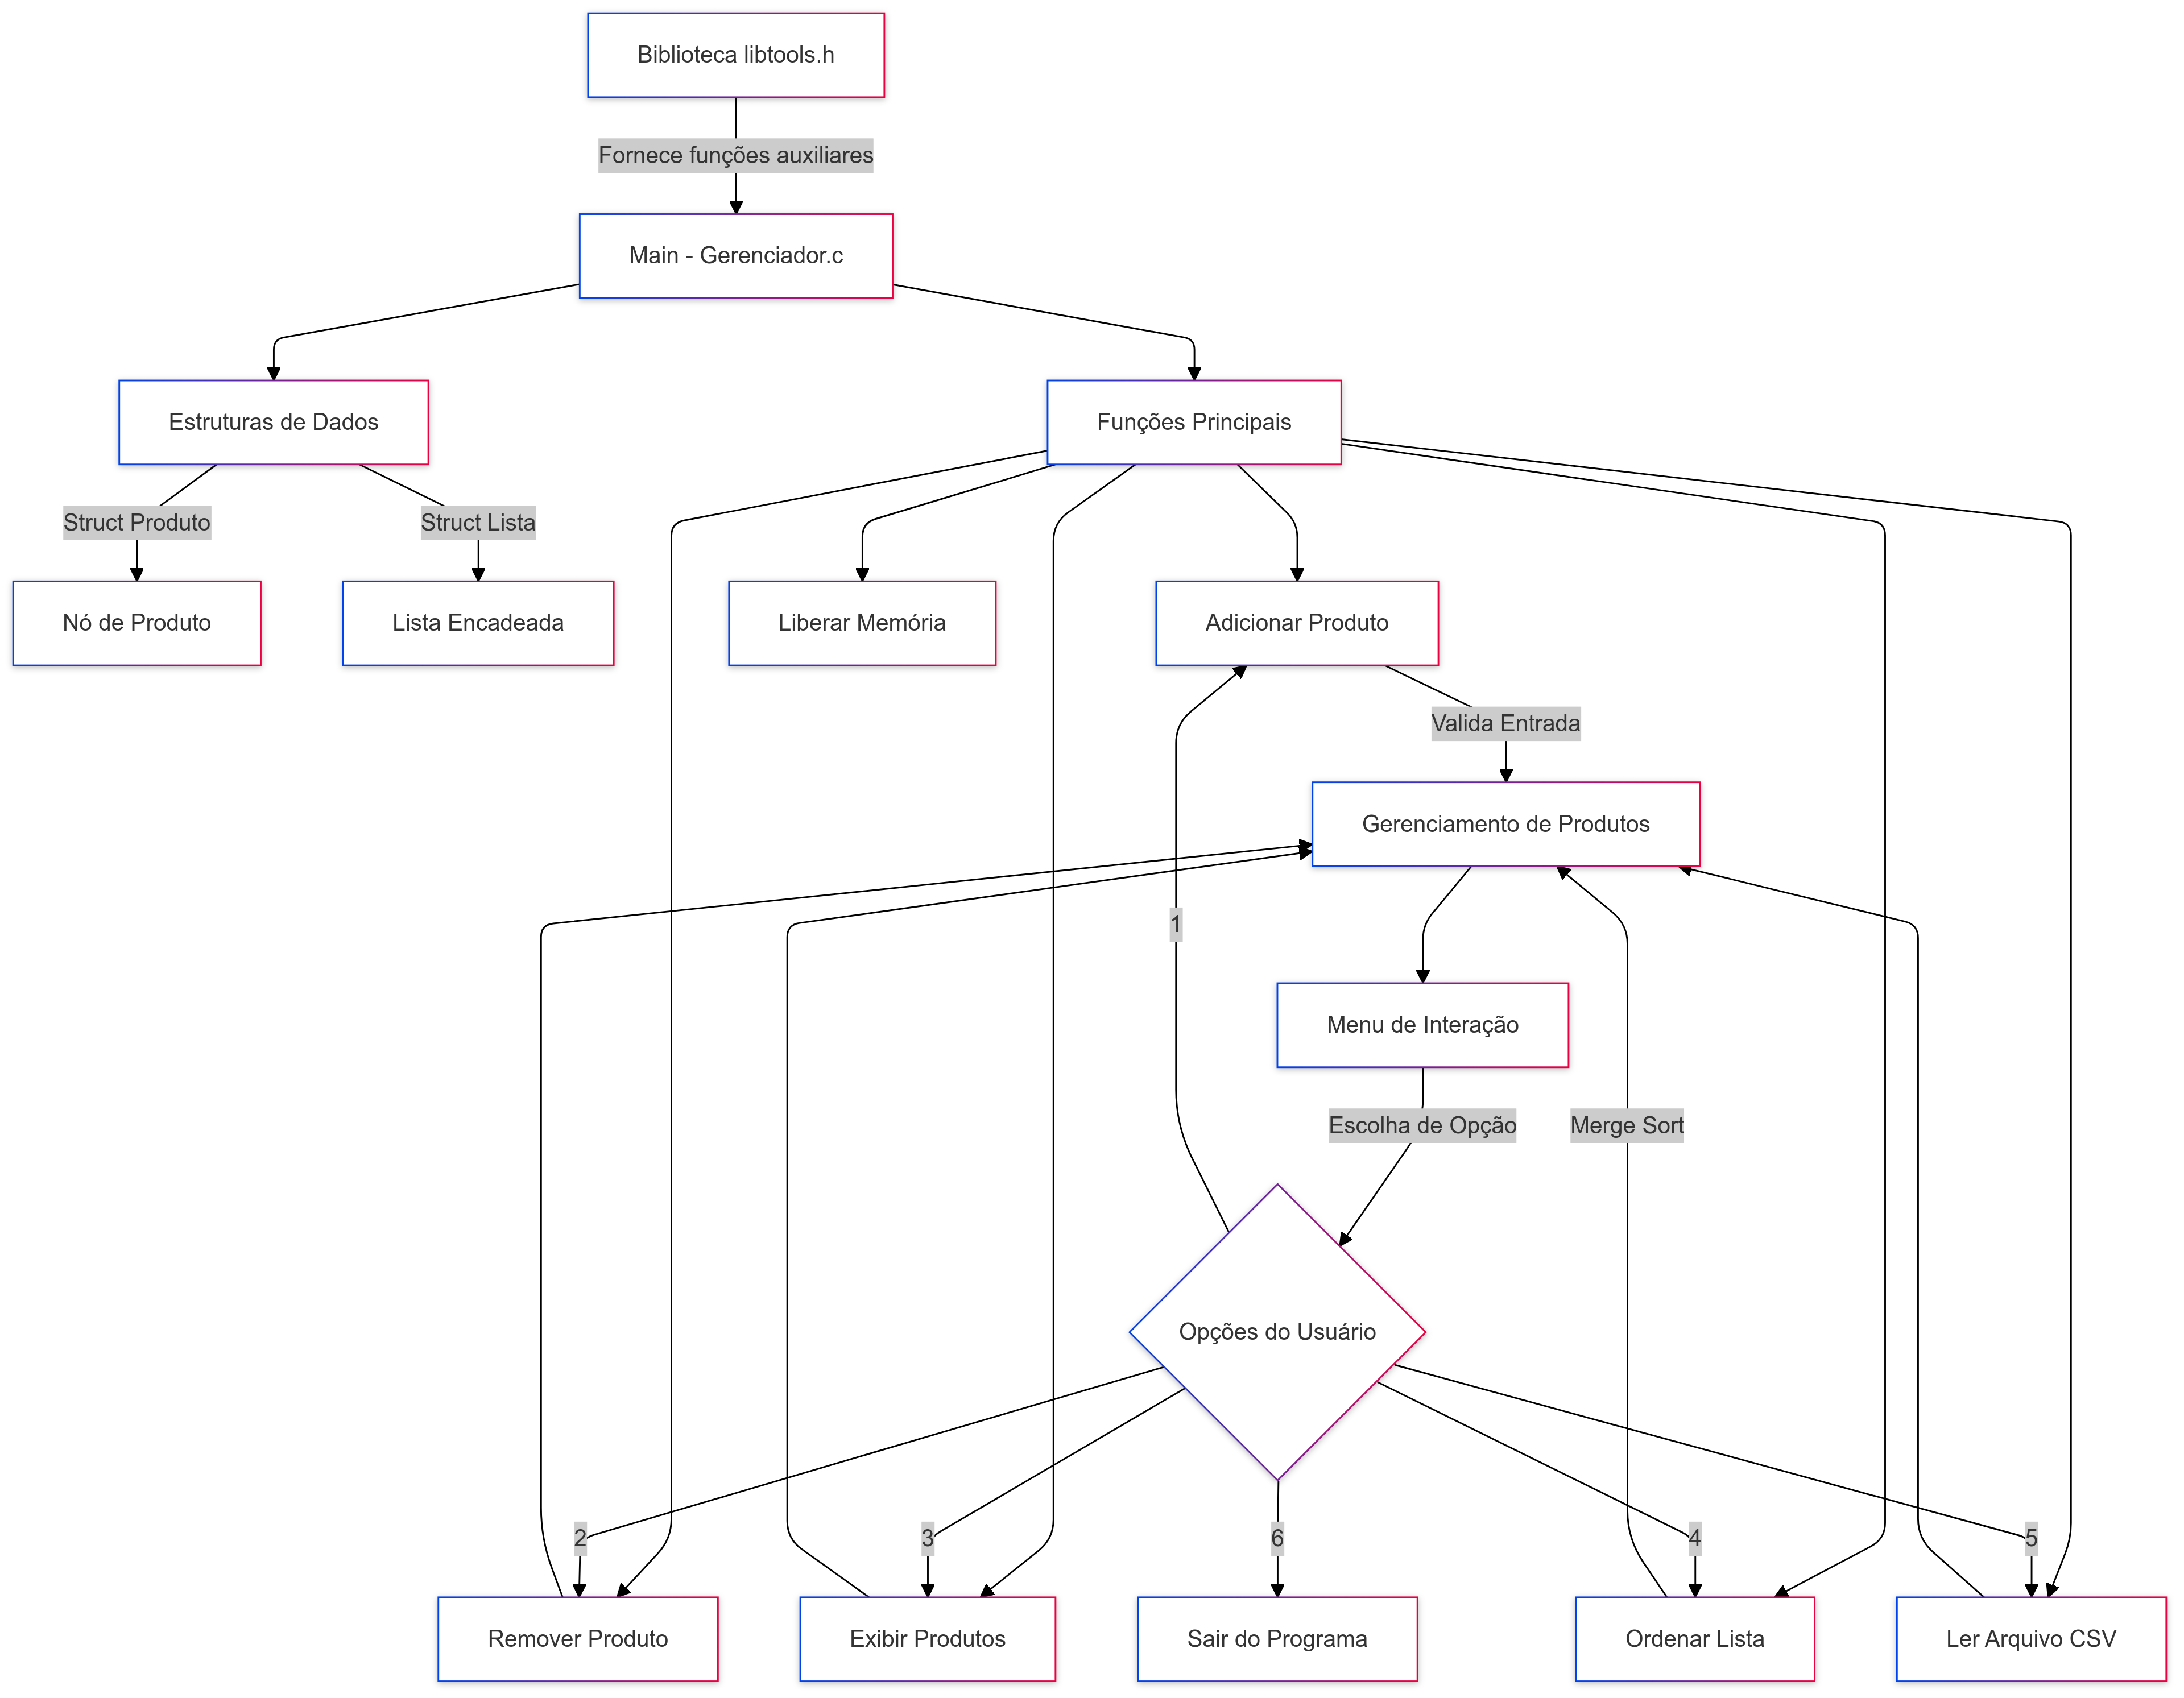 Biblioteca libtools.h
Fornece funções auxiliares
Main - Gerenciador.c
Estruturas de Dados
Funções Principais
Struct Produto
Struct Lista
Nó de Produto
Lista Encadeada
Liberar Memória
Adicionar Produto
Valida Entrada
Gerenciamento de Produtos
1
Menu de Interação
Escolha de Opção
Merge Sort
Opções do Usuário
2
3
6
4
5
Remover Produto
Exibir Produtos
Sair do Programa
Ordenar Lista
Ler Arquivo CSV